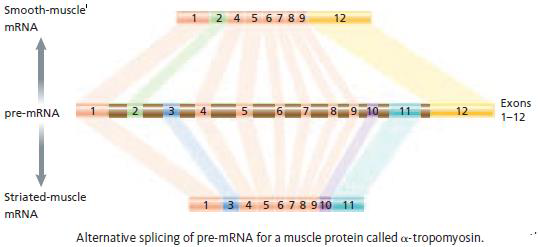 Smooth-muscle'
mRNA
1 2 4 5 6 7 8 9 12
pre-mRNA
1 2 3 4 5 6 7 8 9 10 11 12
Exons
1–12
Striated-muscle
mRNA
1 3 4 5 6 7 8 9 10 11
Alternative splicing of pre-mRNA for a muscle protein called α-tropomyosin.